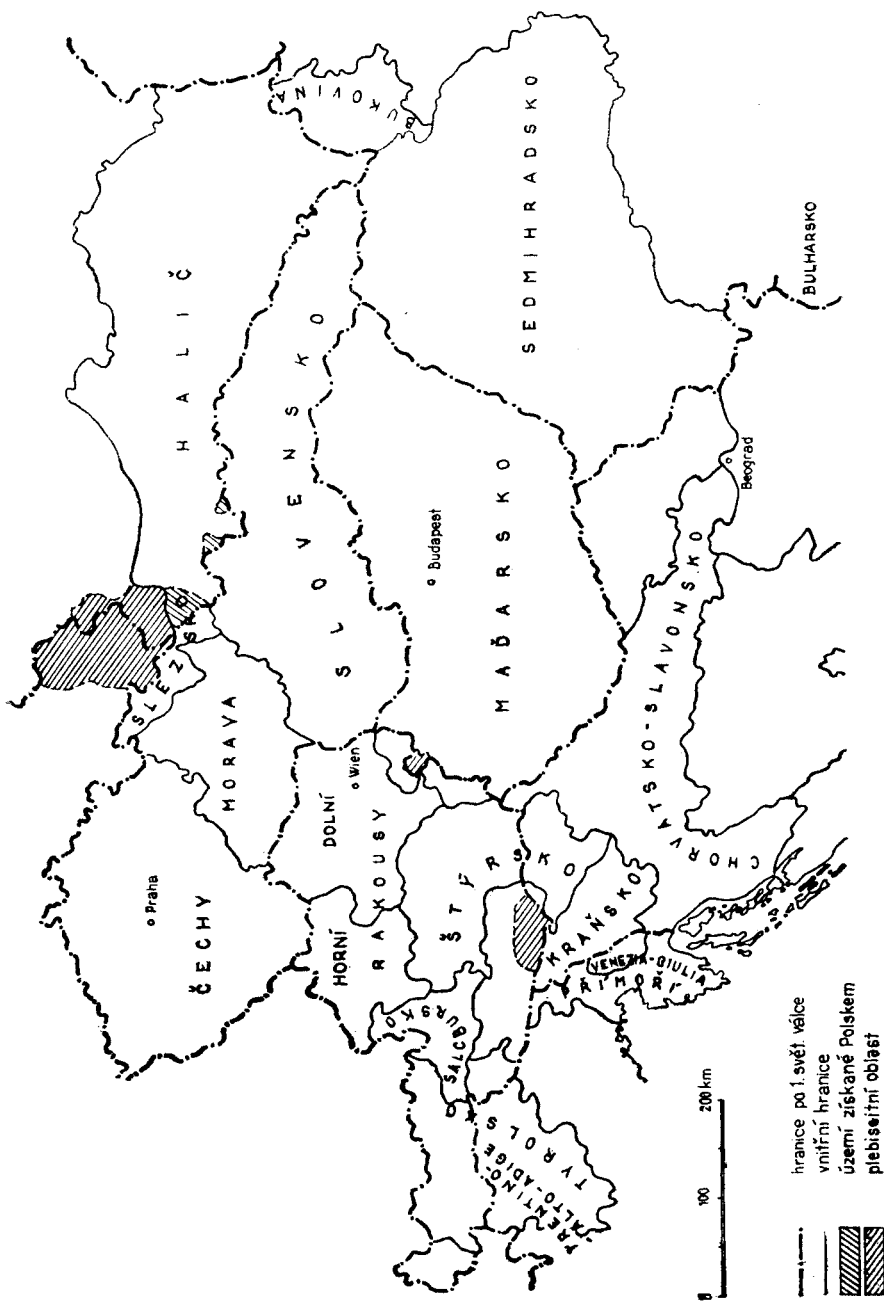 ČECHY
Praha
MORAVA
SLEZSKO
HALIČ
BUKOVINA
SLOVENSKO
DOLNÍ
Wien
HORNÍ
RAKOUSY
SALCBURSKO
ŠTÝRSKO
MAĎARSKO
Budapest
SEDMIHRADSKO
TRENTINO-
ALTO-ADIGE
TYROLS
KRAŇSKO
VENEZIA-GIULIA
PŘÍMOŘÍ
CHORVATSKO-SLAVONSKO
Beograd
BULHARSKO
100
200 km
hranice po 1.svět. válce
vnitřní hranice
území získané Polskem
plebiscitní oblast